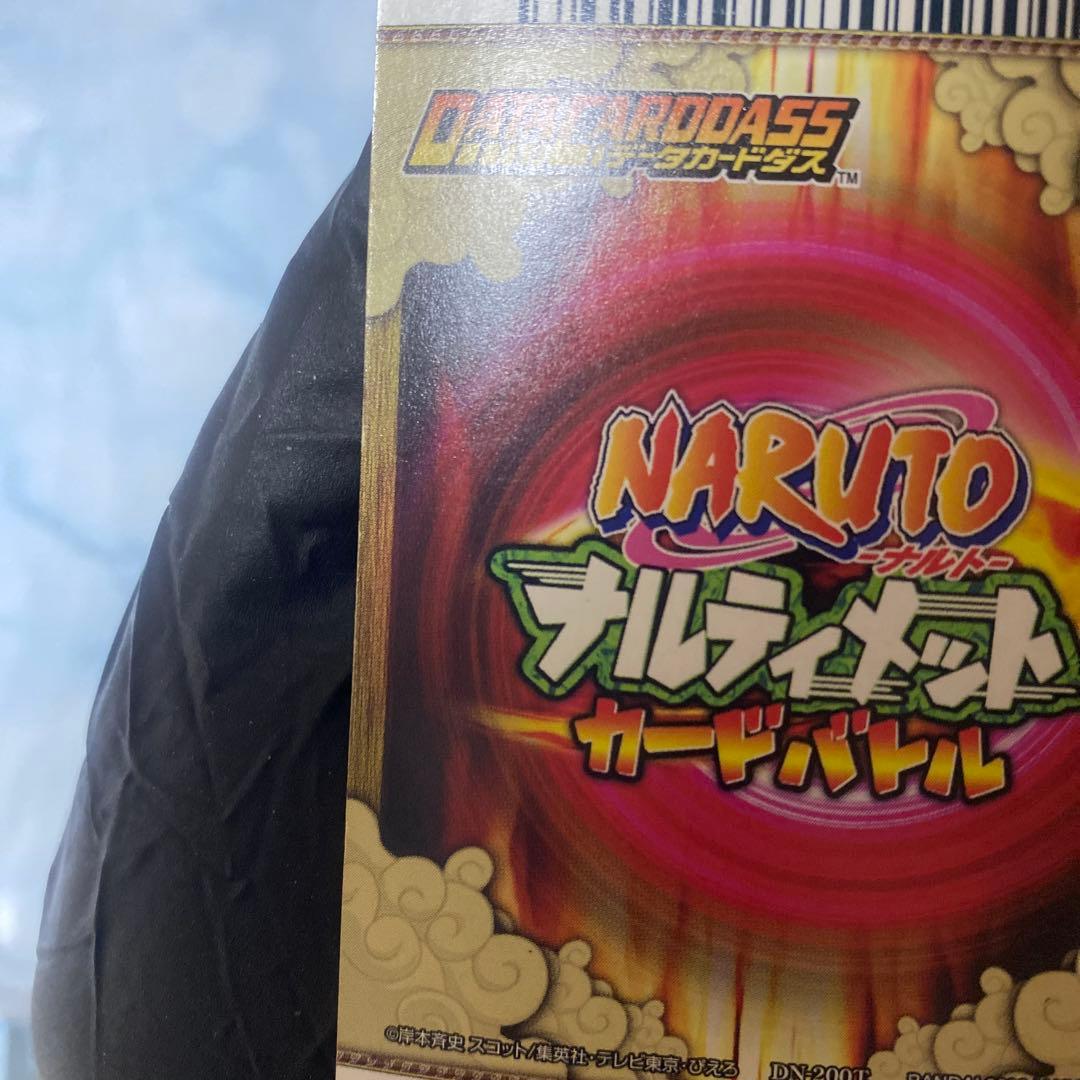 DATA CARDDASS
データカードダス
TM
NARUTO
-ナルト-
ナルティメット
カードバトル
©岸本斉史 スコット/集英社・テレビ東京・ぴえろ
DN-200T